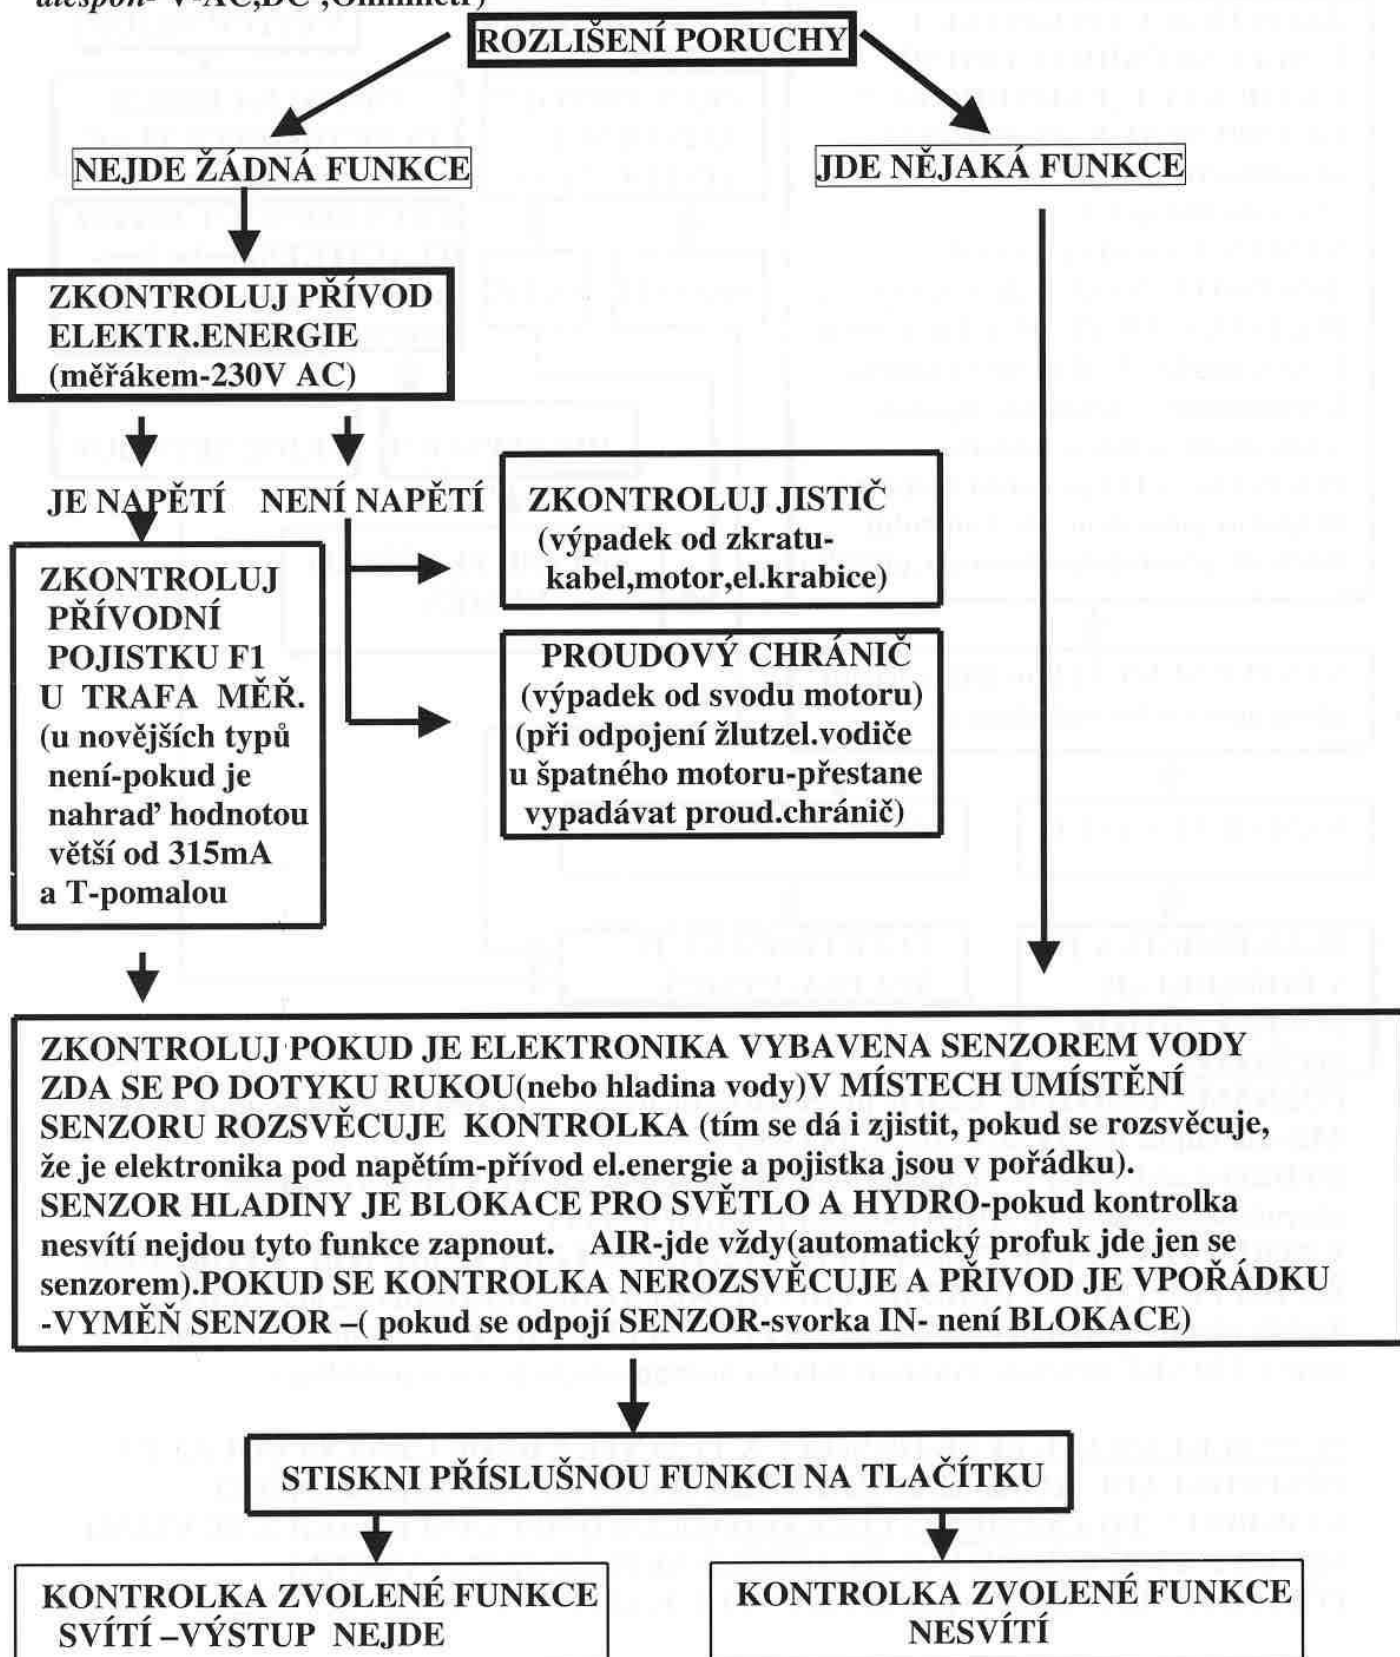 alespoň- V-AC,DC ,Ohmmetr)
ROZLIŠENÍ PORUCHY
NEJDE ŽÁDNÁ FUNKCE
JDE NĚJAKÁ FUNKCE
ZKONTROLUJ PŘÍVOD
ELEKTR.ENERGIE
(měřákem-230V AC)
JE NAPĚTÍ
NENÍ NAPĚTÍ
ZKONTROLUJ JISTIČ
(výpadek od zkratu-
kabel,motor,el.krabice)
ZKONTROLUJ
PŘÍVODNÍ
POJISTKU F1
U TRAFA MĚŘ.
(u novějších typů
není-pokud je
nahraď hodnotou
větší od 315mA
a T-pomalou
PROUDOVÝ CHRÁNIČ
(výpadek od svodu motoru)
(při odpojení žlutzel.vodiče
u špatného motoru-přestane
vypadávat proud.chránič)
ZKONTROLUJ POKUD JE ELEKTRONIKA VYBAVENA SENZOREM VODY
ZDA SE PO DOTYKU RUKOU(nebo hladina vody)V MÍSTECH UMÍSTĚNÍ
SENZORU ROZSVĚCUJE KONTROLKA (tím se dá i zjistit, pokud se rozsvěcuje,
že je elektronika pod napětím-přívod el.energie a pojistka jsou v pořádku).
SENZOR HLADINY JE BLOKACE PRO SVĚTLO A HYDRO-pokud kontrolka
nesvítí nejdou tyto funkce zapnout. AIR-jde vždy(automatický profuk jde jen se
senzorem).POKUD SE KONTROLKA NEROZSVĚCUJE A PŘÍVOD JE VPOŘÁDKU
-VYMĚŇ SENZOR –( pokud se odpojí SENZOR-svorka IN- není BLOKACE)
STISKNI PŘÍSLUŠNOU FUNKCI NA TLAČÍTKU
KONTROLKA ZVOLENÉ FUNKCE
SVÍTÍ –VÝSTUP NEJDE
KONTROLKA ZVOLENÉ FUNKCE
NESVÍTÍ